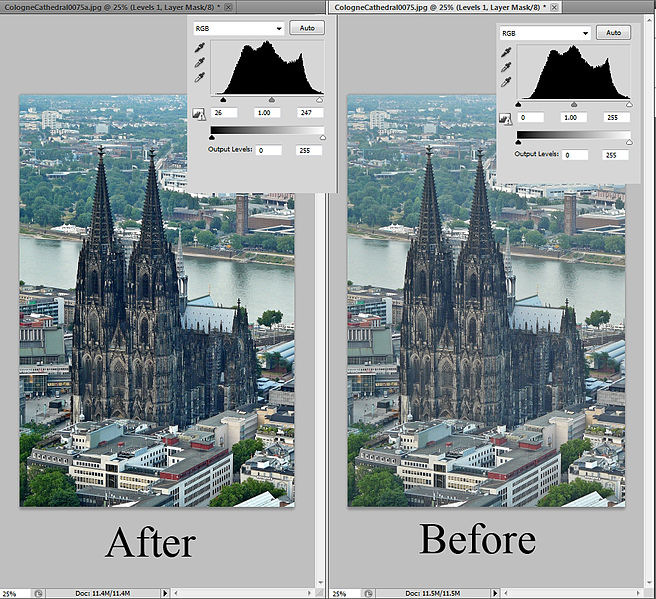 CologneCathedral0075a.jpg @ 25% (Levels 1, Layer Mask/8) *
RGB
Auto
26 1.00 247
Output Levels: 0 255
25%
Doc: 11.4M/11.4M
After
CologneCathedral0075.jpg @ 25% (Levels 1, Layer Mask/8) *
RGB
Auto
0 1.00 255
Output Levels: 0 255
25%
Doc: 11.5M/11.5M
Before